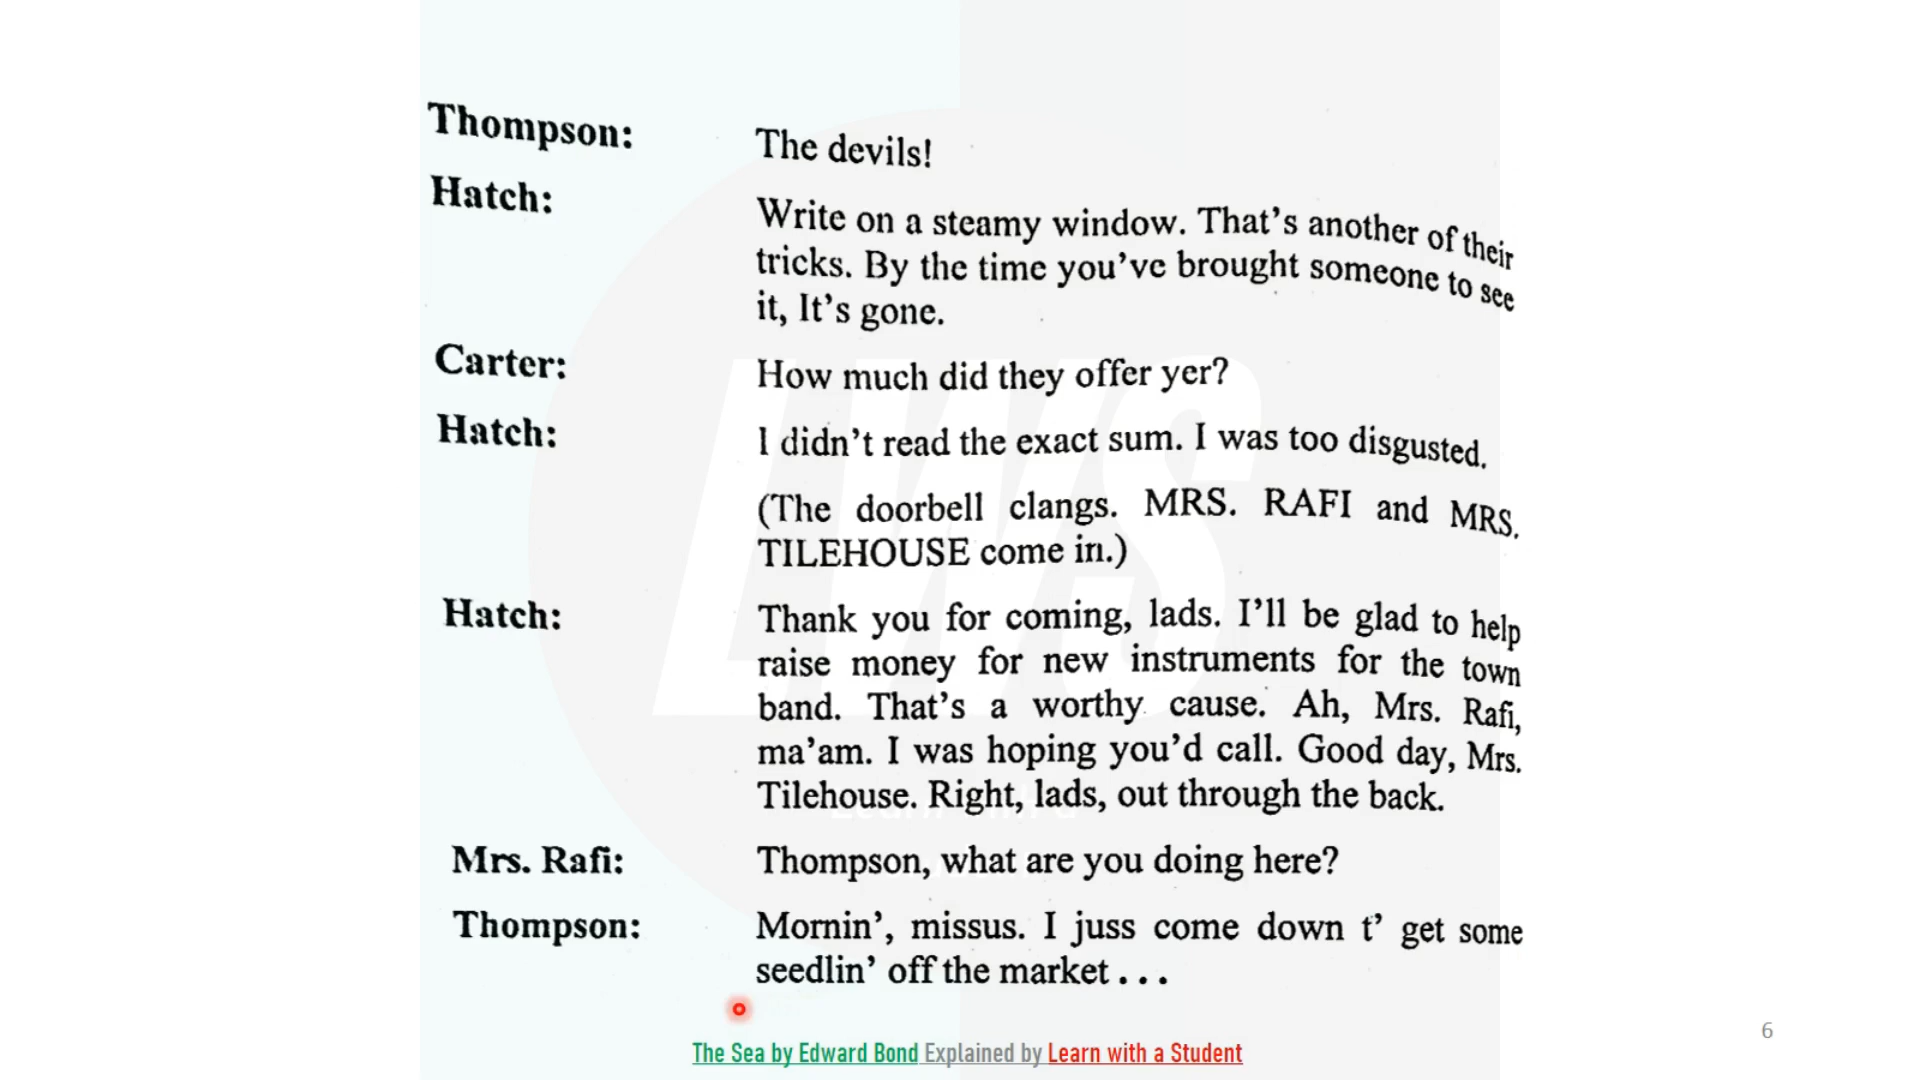 Thompson: The devils!
Hatch: Write on a steamy window. That's another of their
tricks. By the time you've brought someone to see
it, It's gone.
Carter: How much did they offer yer?
Hatch: I didn't read the exact sum. I was too disgusted.
(The doorbell clangs. MRS. RAFI and MRS.
TILEHOUSE come in.)
Hatch: Thank you for coming, lads. I'll be glad to help
raise money for new instruments for the town
band. That's a worthy cause. Ah, Mrs. Rafi,
ma'am. I was hoping you'd call. Good day, Mrs.
Tilehouse. Right, lads, out through the back.
Mrs. Rafi: Thompson, what are you doing here?
Thompson: Mornin', missus. I juss come down t' get some
seedlin' off the market . . .
LWS
The Sea by Edward Bond Explained by Learn with a Student
6